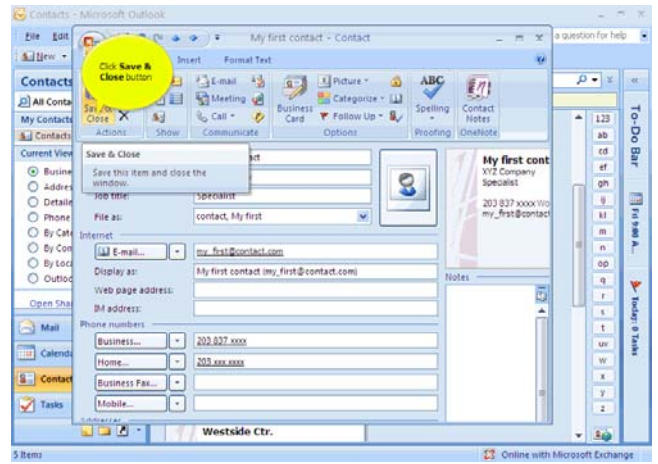 Contacts - Microsoft Outlook
File Edit
a question for help
My first contact - Contact
New
Insert Format Text
Click Save &
Close button
Contacts
All Conta
My Contacts
Contacts
Current View
Busine
Addres
Detaile
Phone
By Cate
By Con
By Loca
Outloo
Open Shar
Mail
Calenda
Contact
Tasks
Close
Actions
Show
E-mail
Meeting
Call
Communicate
Business
Card
Picture
Categorize
Follow Up
Options
ABC
Spelling
Proofing
Contact
Notes
OneNote
Save & Close
Save this item and close the
window.
Job title: Specialist
File as: contact, My first
Internet
E-mail... my_first@contact.com
Display as: My first contact (my_first@contact.com)
Web page address:
IM address:
Phone numbers
Business... 203 837 xxxx
Home... 203 xxx xxxx
Business Fax...
Mobile...
My first cont
XYZ Company
Specialist
203 837 xxxx Wo
my_first@contact
Notes
Westside Ctr.
123
ab
cd
ef
gh
ij
kl
m
n
op
q
r
s
t
uv
w
x
y
z
To-Do Bar
Fri 9:00 A...
Today: 0 Tasks
5 Items
Online with Microsoft Exchange